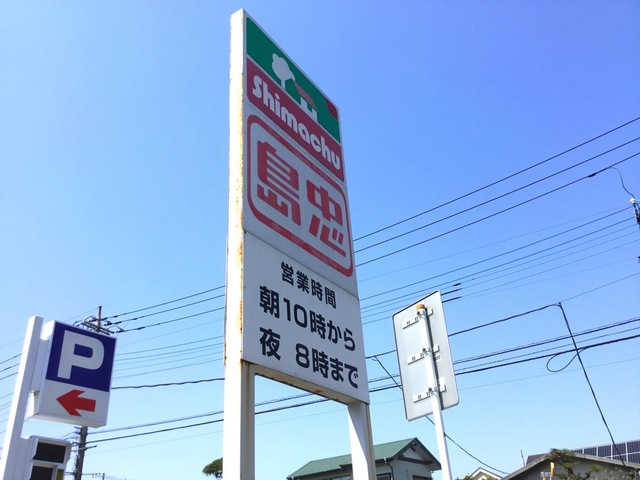 Shimachu
島忠
営業時間
朝10時から
夜 8時まで
P